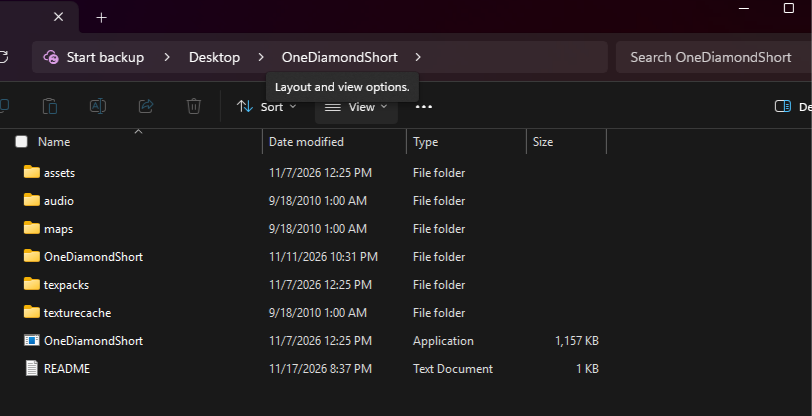 Start backup > Desktop > OneDiamondShort >
Search OneDiamondShort
Layout and view options.
Sort View ...
De
Name Date modified Type Size
assets 11/7/2026 12:25 PM File folder
audio 9/18/2010 1:00 AM File folder
maps 9/18/2010 1:00 AM File folder
OneDiamondShort 11/11/2026 10:31 PM File folder
texpacks 11/7/2026 12:25 PM File folder
texturecache 9/18/2010 1:00 AM File folder
OneDiamondShort 11/7/2026 12:25 PM Application 1,157 KB
README 11/17/2026 8:37 PM Text Document 1 KB